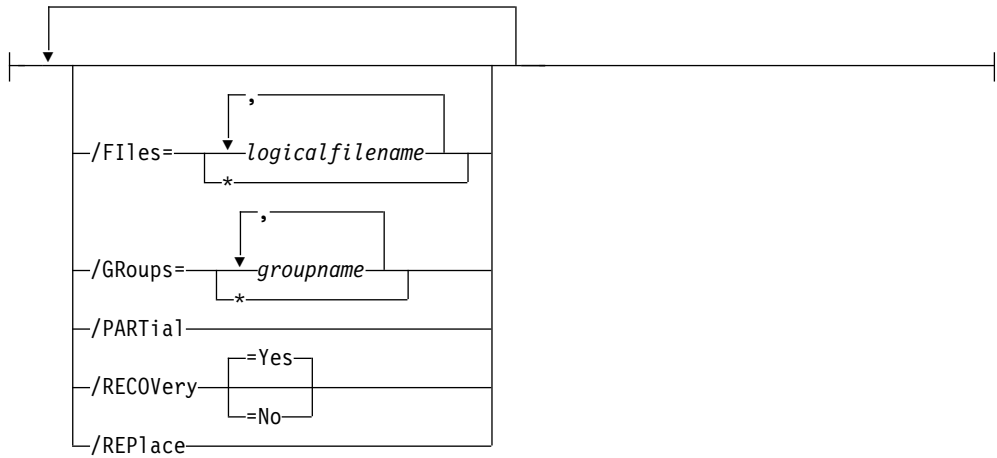 ,
/FIles= logicalfilename
*
,
/GRoups= groupname
*
/PARTial
=Yes
/RECOVery
=No
/REPlace